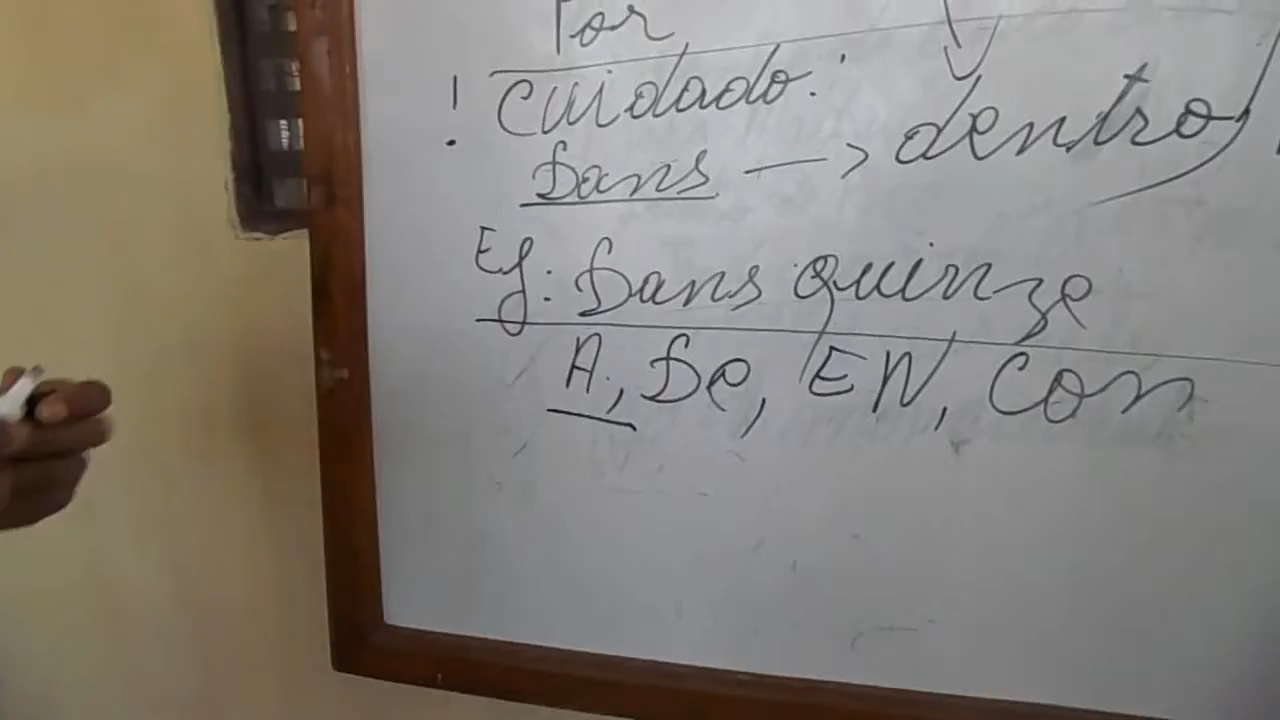 Por
! Cuidado:
Dans → dentro
Ej: Dans quinze
A, De, EN, Con